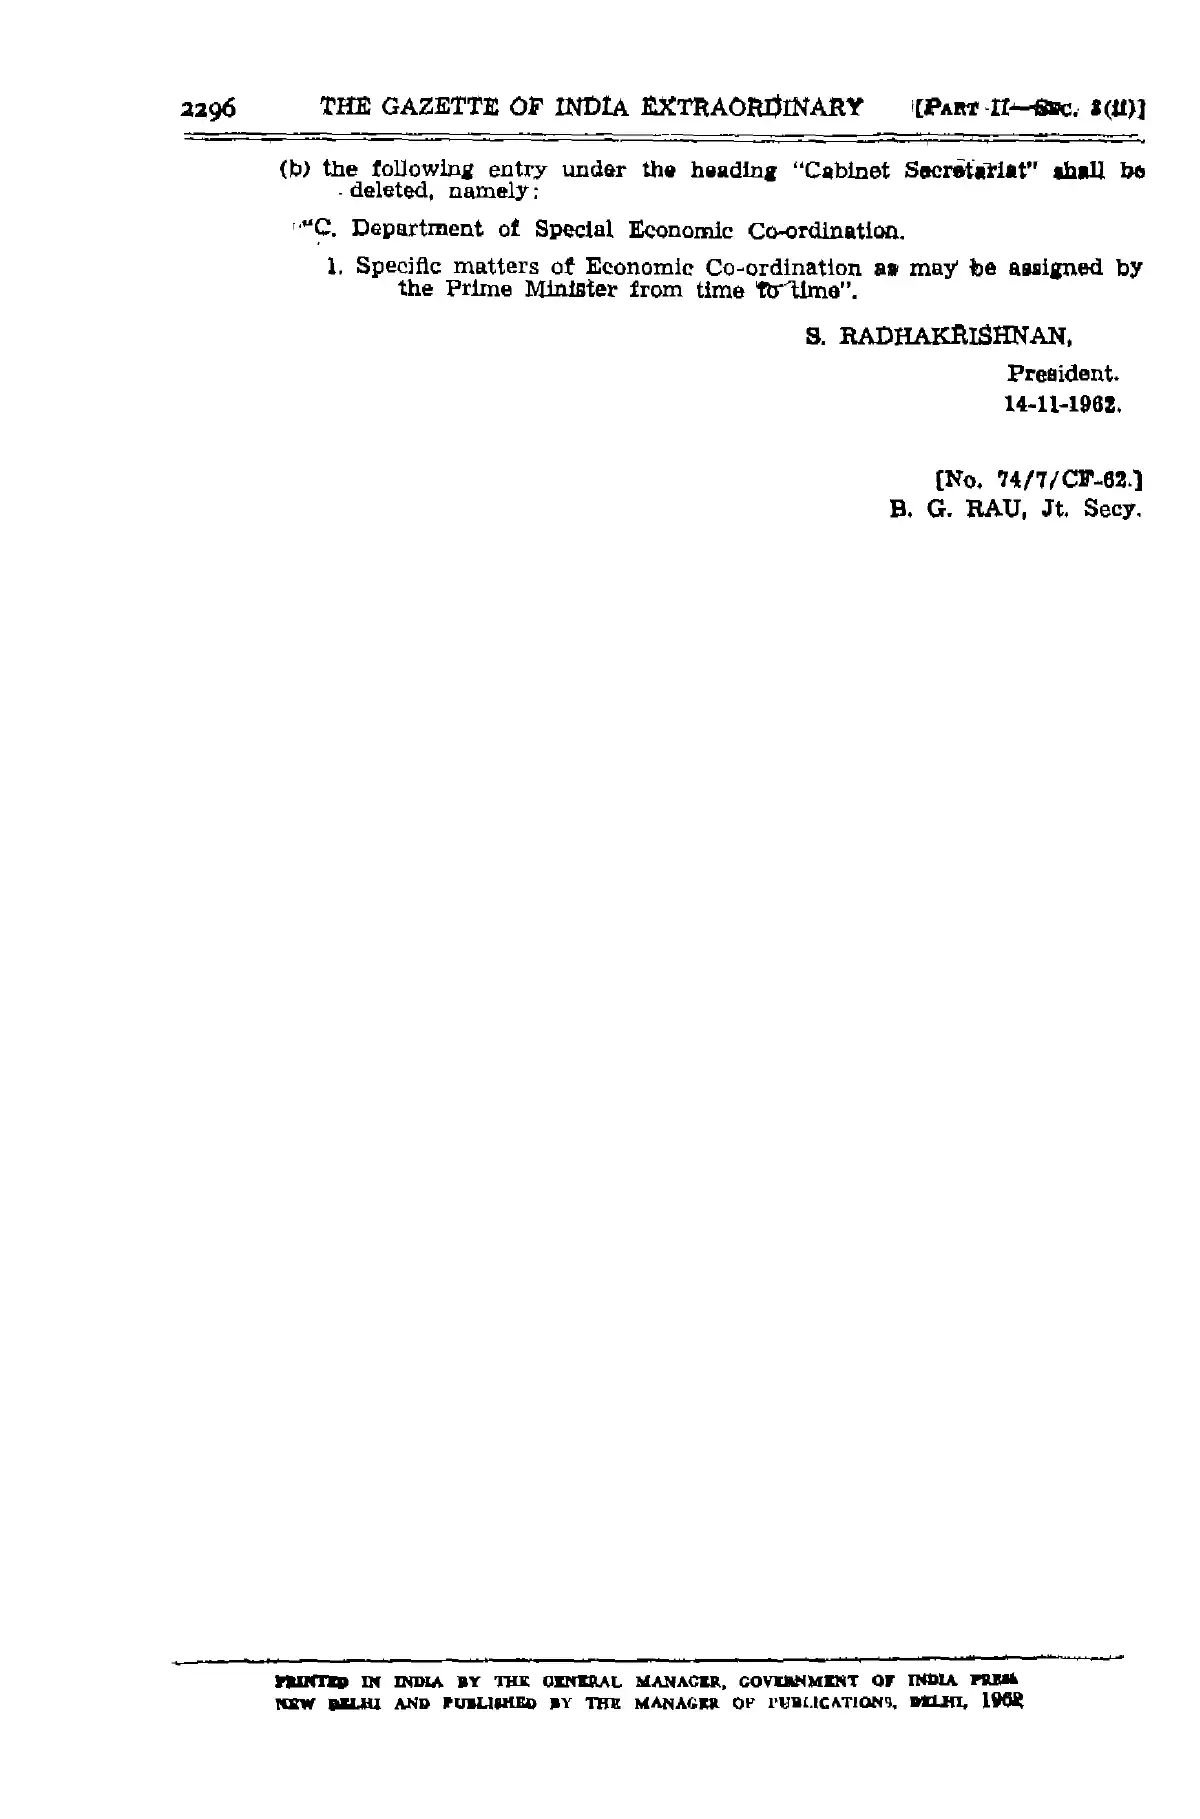 2296 THE GAZETTE OF INDIA EXTRAORDINARY [PART II—SEC. 3(ii)]
(b) the following entry under the heading "Cabinet Secretariat" shall be
deleted, namely:
"C. Department of Special Economic Co-ordination.
1. Specific matters of Economic Co-ordination as may be assigned by
the Prime Minister from time to time".
S. RADHAKRISHNAN,
President.
14-11-1962.
[No. 74/7/CF-62.]
B. G. RAU, Jt. Secy.
PRINTED IN INDIA BY THE GENERAL MANAGER, GOVERNMENT OF INDIA PRESS
NEW DELHI AND PUBLISHED BY THE MANAGER OF PUBLICATIONS, DELHI, 1962